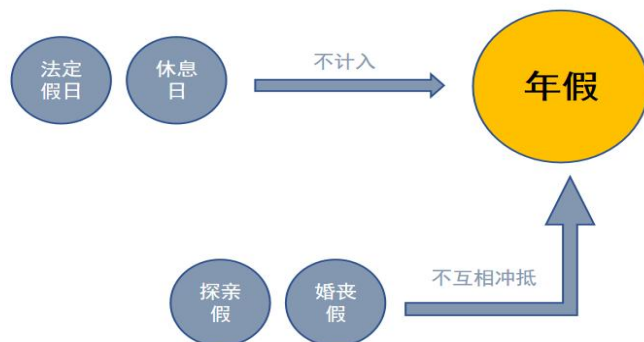 法定
假日
休息
日
不计入
年假
探亲
假
婚丧
假
不互相冲抵